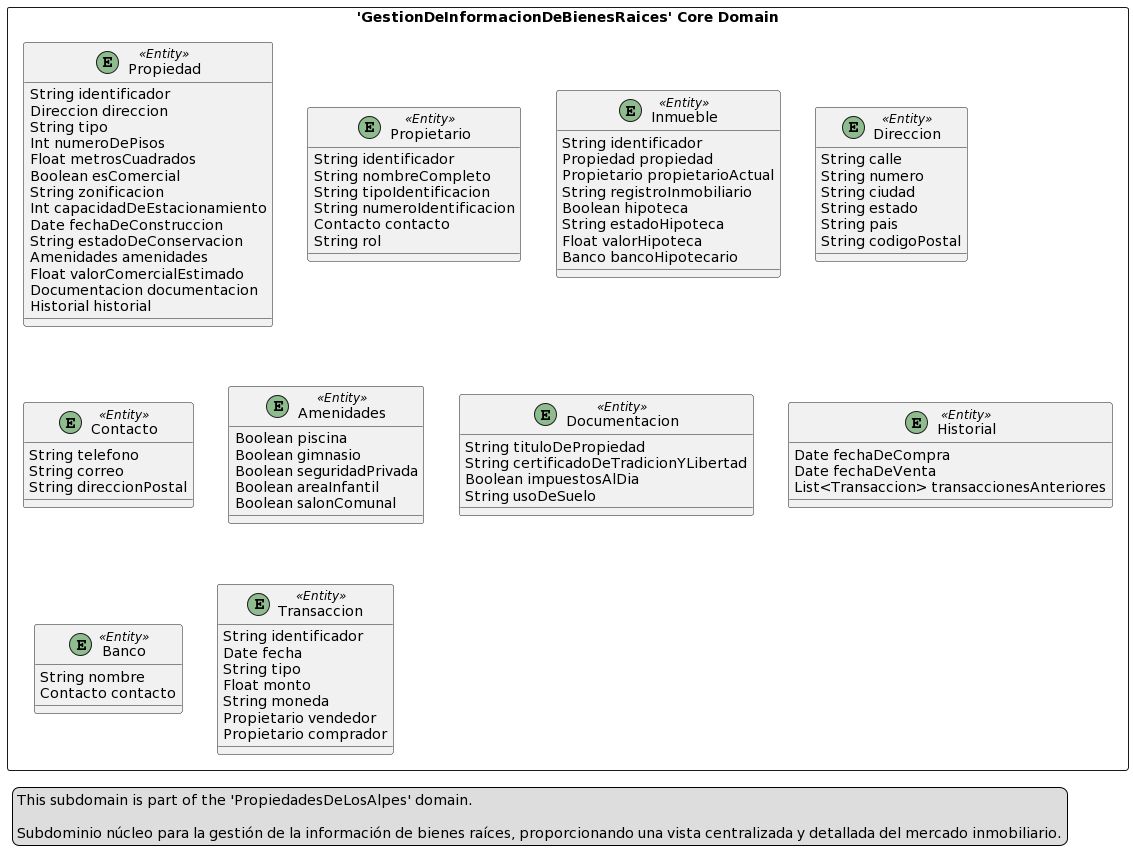 'GestionDeInformacionDeBienesRaices' Core Domain
E «Entity»
Propiedad
String identificador
Direccion direccion
String tipo
Int numeroDePisos
Float metrosCuadrados
Boolean esComercial
String zonificacion
Int capacidadDeEstacionamiento
Date fechaDeConstruccion
String estadoDeConservacion
Amenidades amenidades
Float valorComercialEstimado
Documentacion documentacion
Historial historial
E «Entity»
Propietario
String identificador
String nombreCompleto
String tipoIdentificacion
String numeroIdentificacion
Contacto contacto
String rol
E «Entity»
Inmueble
String identificador
Propiedad propiedad
Propietario propietarioActual
String registroInmobiliario
Boolean hipoteca
String estadoHipoteca
Float valorHipoteca
Banco bancoHipotecario
E «Entity»
Direccion
String calle
String numero
String ciudad
String estado
String pais
String codigoPostal
E «Entity»
Contacto
String telefono
String correo
String direccionPostal
E «Entity»
Amenidades
Boolean piscina
Boolean gimnasio
Boolean seguridadPrivada
Boolean areaInfantil
Boolean salonComunal
E «Entity»
Documentacion
String tituloDePropiedad
String certificadoDeTradicionYLibertad
Boolean impuestosAlDia
String usoDeSuelo
E «Entity»
Historial
Date fechaDeCompra
Date fechaDeVenta
List<Transaccion> transaccionesAnteriores
E «Entity»
Banco
String nombre
Contacto contacto
E «Entity»
Transaccion
String identificador
Date fecha
String tipo
Float monto
String moneda
Propietario vendedor
Propietario comprador
This subdomain is part of the 'PropiedadesDeLosAlpes' domain.
Subdominio núcleo para la gestión de la información de bienes raíces, proporcionando una vista centralizada y detallada del mercado inmobiliario.